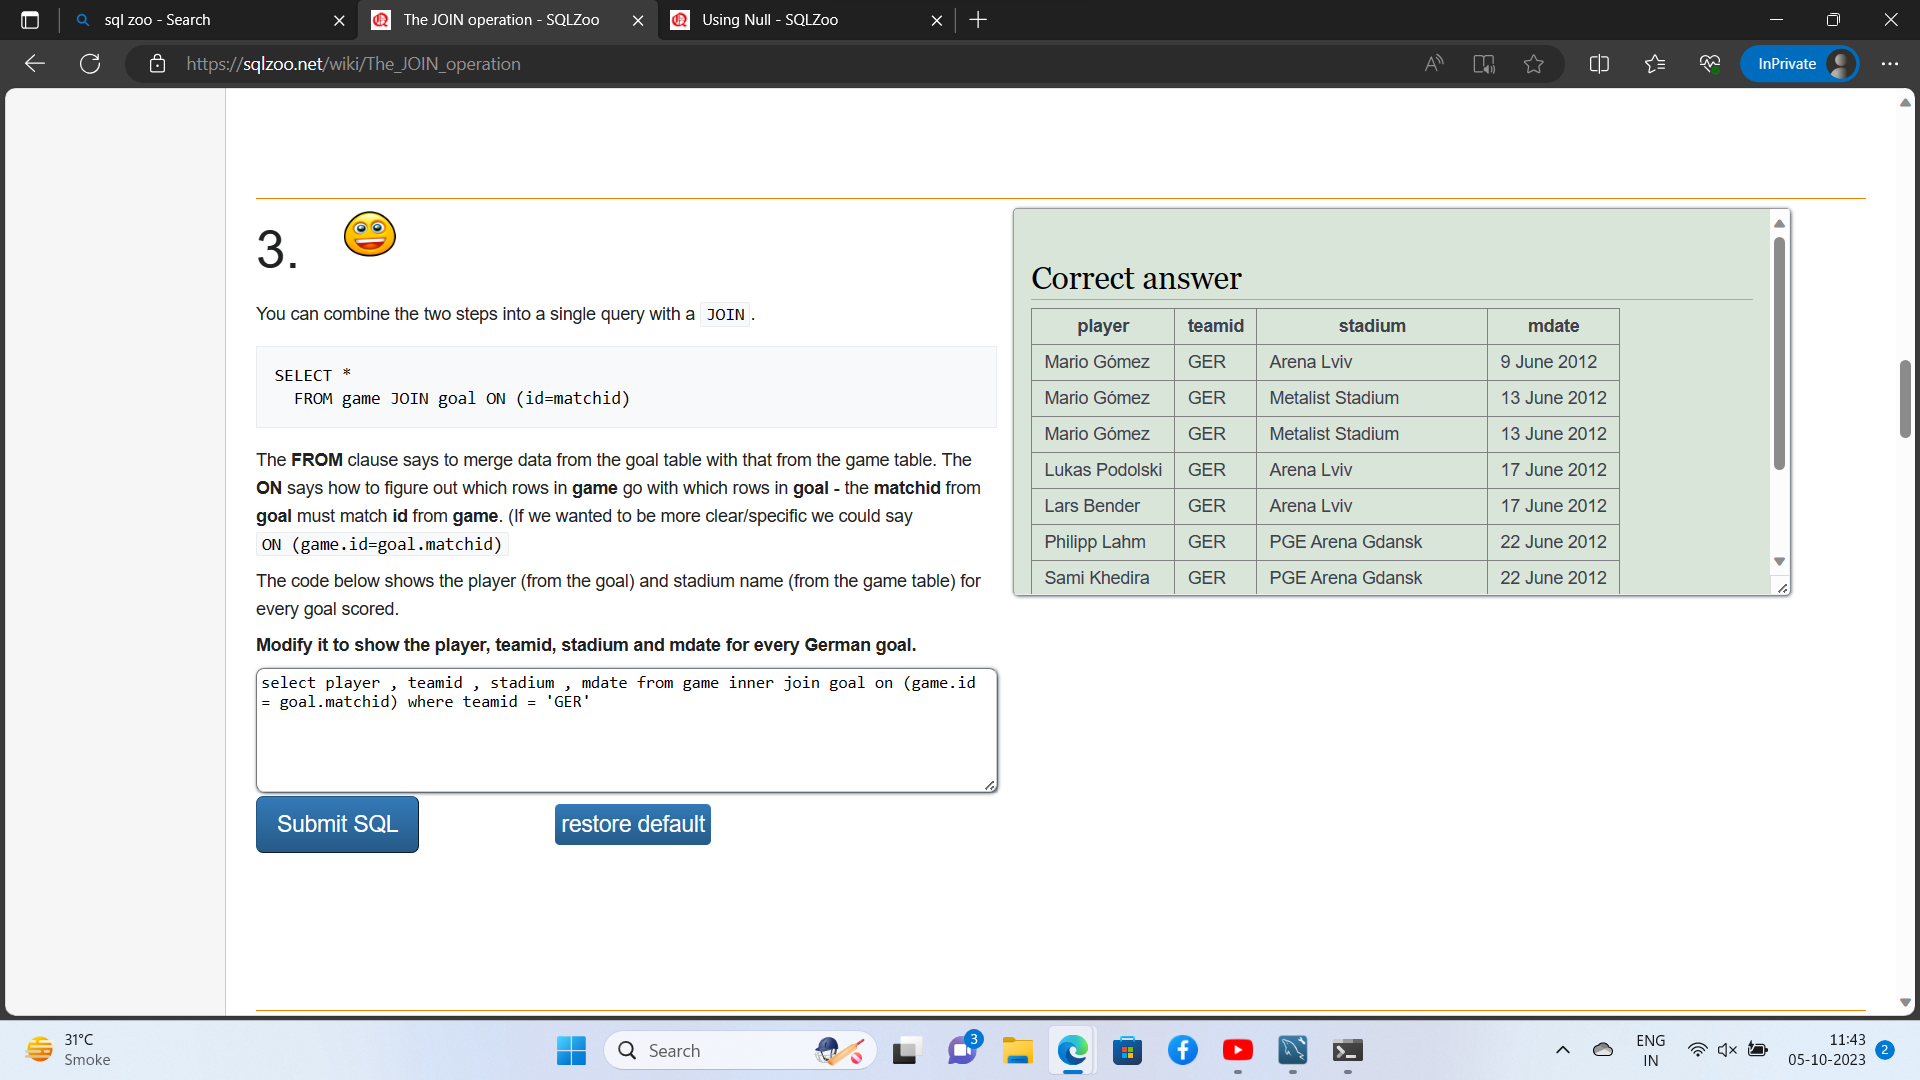 sql zoo - Search
The JOIN operation - SQLZoo
Using Null - SQLZoo
https://sqlzoo.net/wiki/The_JOIN_operation
InPrivate
3.
You can combine the two steps into a single query with a JOIN.
SELECT *
FROM game JOIN goal ON (id=matchid)
The FROM clause says to merge data from the goal table with that from the game table. The
ON says how to figure out which rows in game go with which rows in goal - the matchid from
goal must match id from game. (If we wanted to be more clear/specific we could say
ON (game.id=goal.matchid)
The code below shows the player (from the goal) and stadium name (from the game table) for
every goal scored.
Modify it to show the player, teamid, stadium and mdate for every German goal.
select player , teamid , stadium , mdate from game inner join goal on (game.id
= goal.matchid) where teamid = 'GER'
Submit SQL
restore default
Correct answer
player teamid stadium mdate
Mario Gómez GER Arena Lviv 9 June 2012
Mario Gómez GER Metalist Stadium 13 June 2012
Mario Gómez GER Metalist Stadium 13 June 2012
Lukas Podolski GER Arena Lviv 17 June 2012
Lars Bender GER Arena Lviv 17 June 2012
Philipp Lahm GER PGE Arena Gdansk 22 June 2012
Sami Khedira GER PGE Arena Gdansk 22 June 2012
31°C
Smoke
Search
3
ENG
IN
11:43
05-10-2023
2